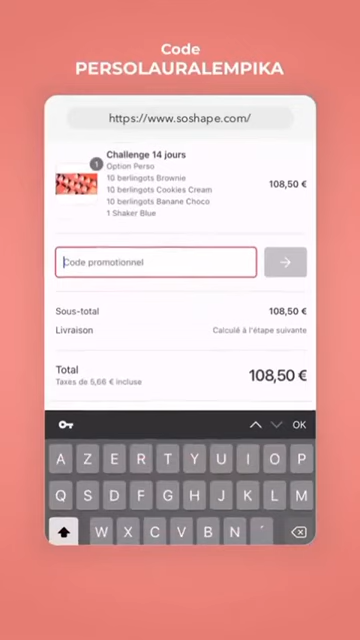 Code
PERSOLAURALEMPIKA
https://www.soshape.com/
1
Challenge 14 jours
Option Perso
10 berlingots Brownie
10 berlingots Cookies Cream
10 berlingots Banane Choco
1 Shaker Blue
108,50 €
Code promotionnel
Sous-total 108,50 €
Livraison Calculé à l'étape suivante
Total 108,50 €
Taxes de 5,66 € incluse
OK
A Z E R T Y U I O P
Q S D F G H J K L M
W X C V B N ´